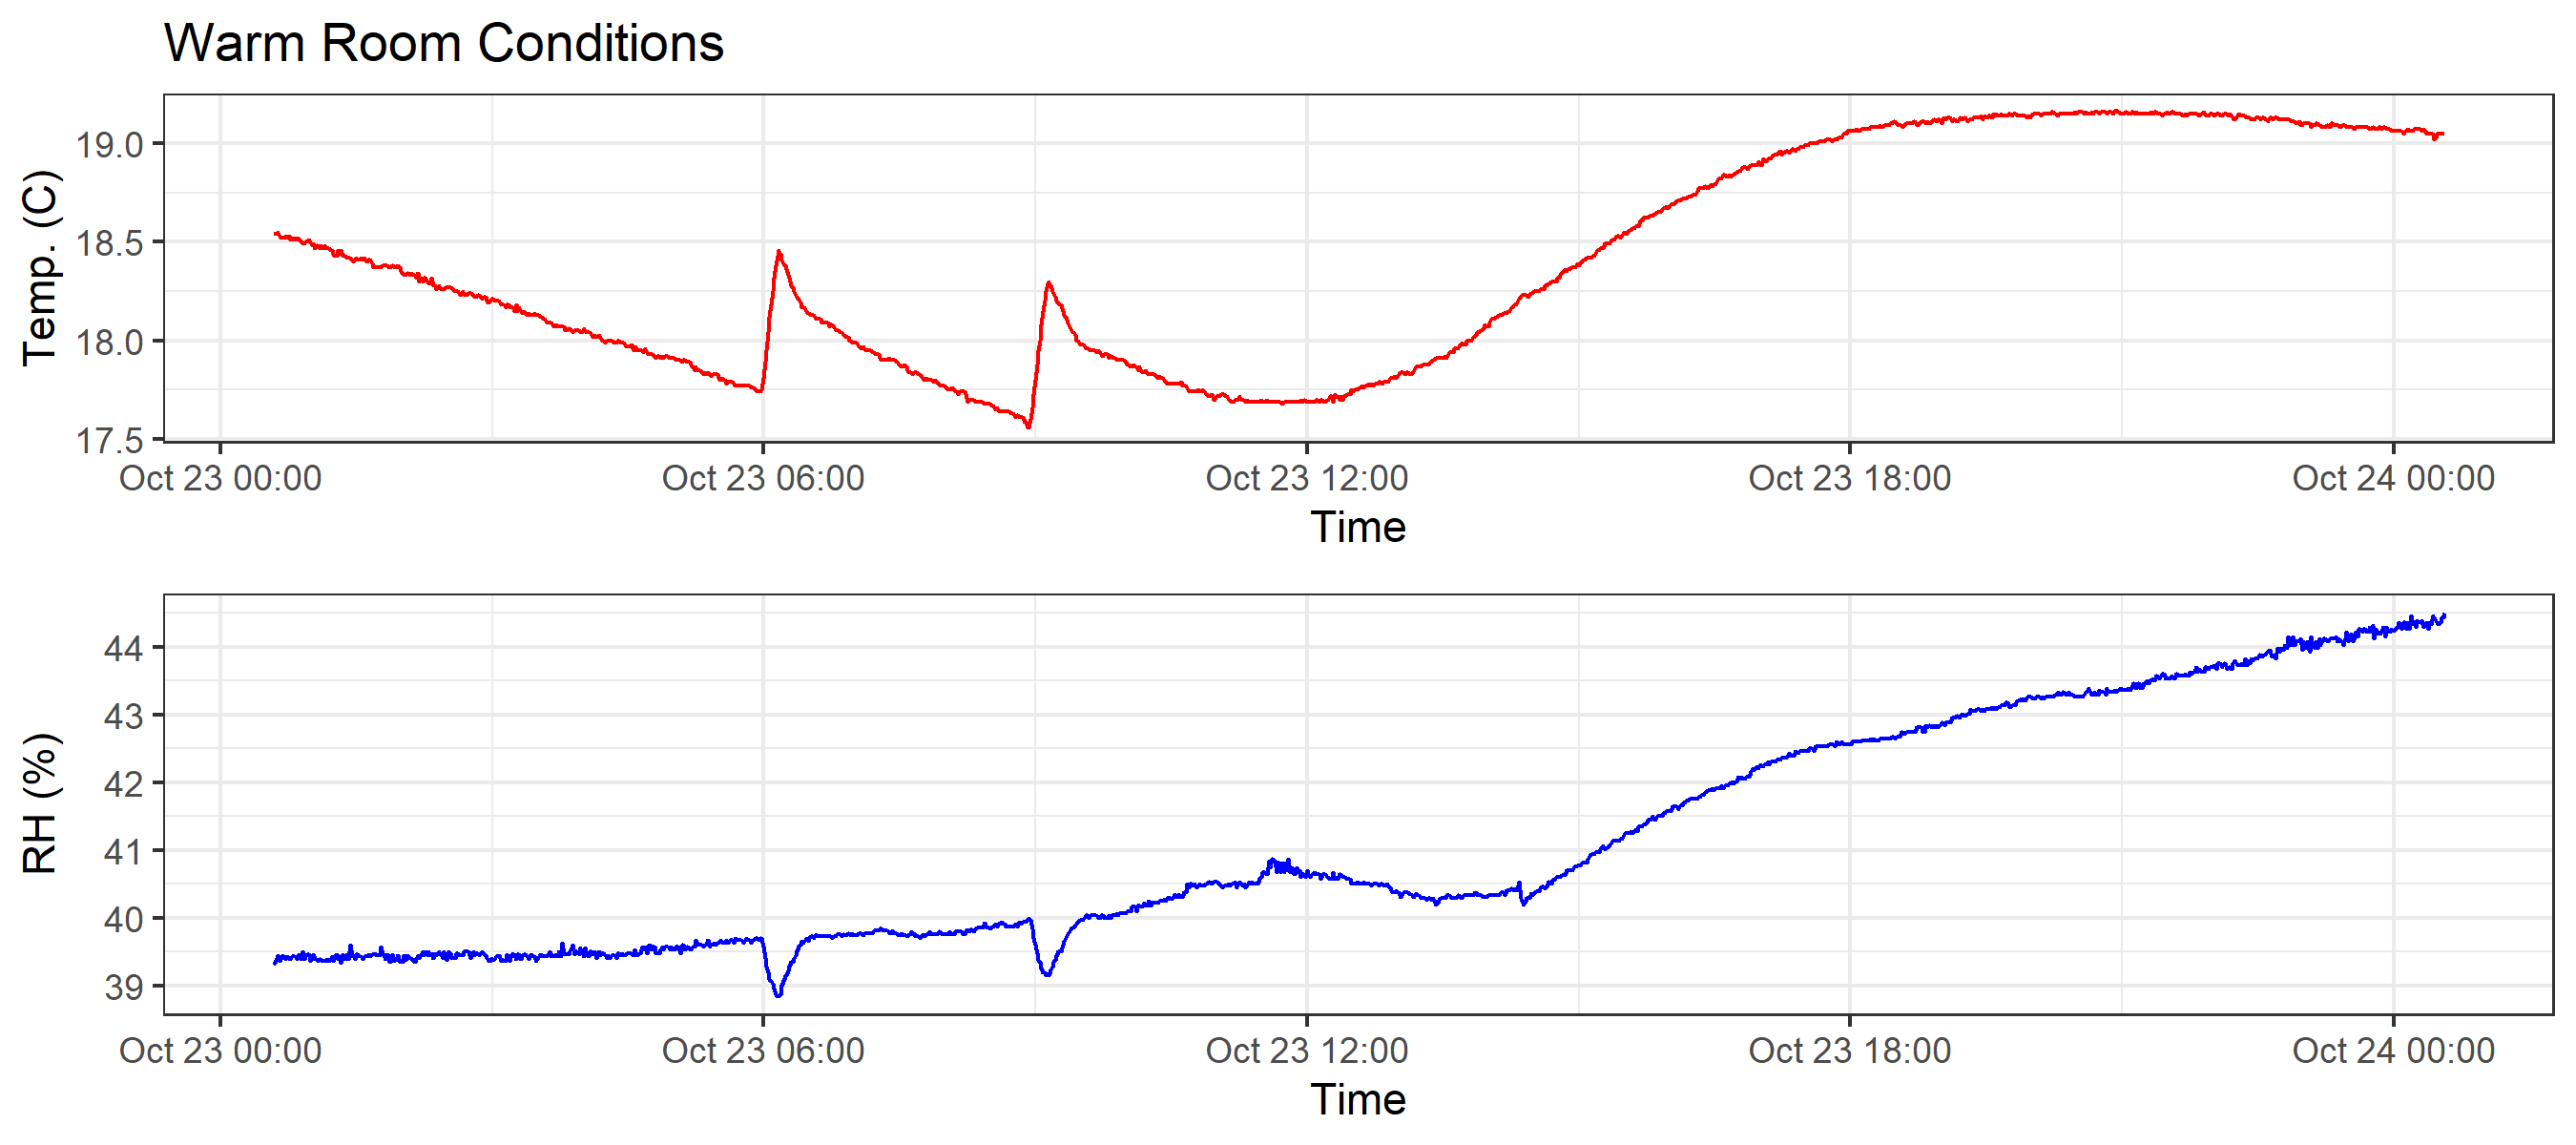 Warm Room Conditions
Temp. (C)
19.0
18.5
18.0
17.5
Oct 23 00:00 Oct 23 06:00 Oct 23 12:00 Oct 23 18:00 Oct 24 00:00
Time
RH (%)
44
43
42
41
40
39
Oct 23 00:00 Oct 23 06:00 Oct 23 12:00 Oct 23 18:00 Oct 24 00:00
Time